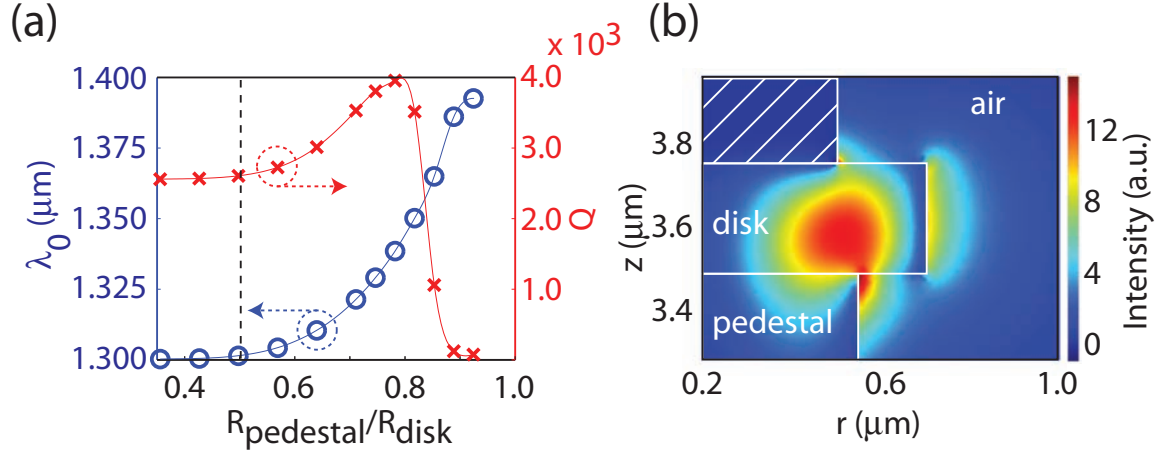 (a)
x 10³
1.400
1.375
1.350
1.325
1.300
λ₀ (μm)
4.0
3.0
2.0
1.0
Q
0.4 0.6 0.8 1.0
Rpedestal/Rdisk
(b)
air
disk
pedestal
3.8
3.6
3.4
z (μm)
0.2 0.6 1.0
r (μm)
12
8
4
0
Intensity (a.u.)